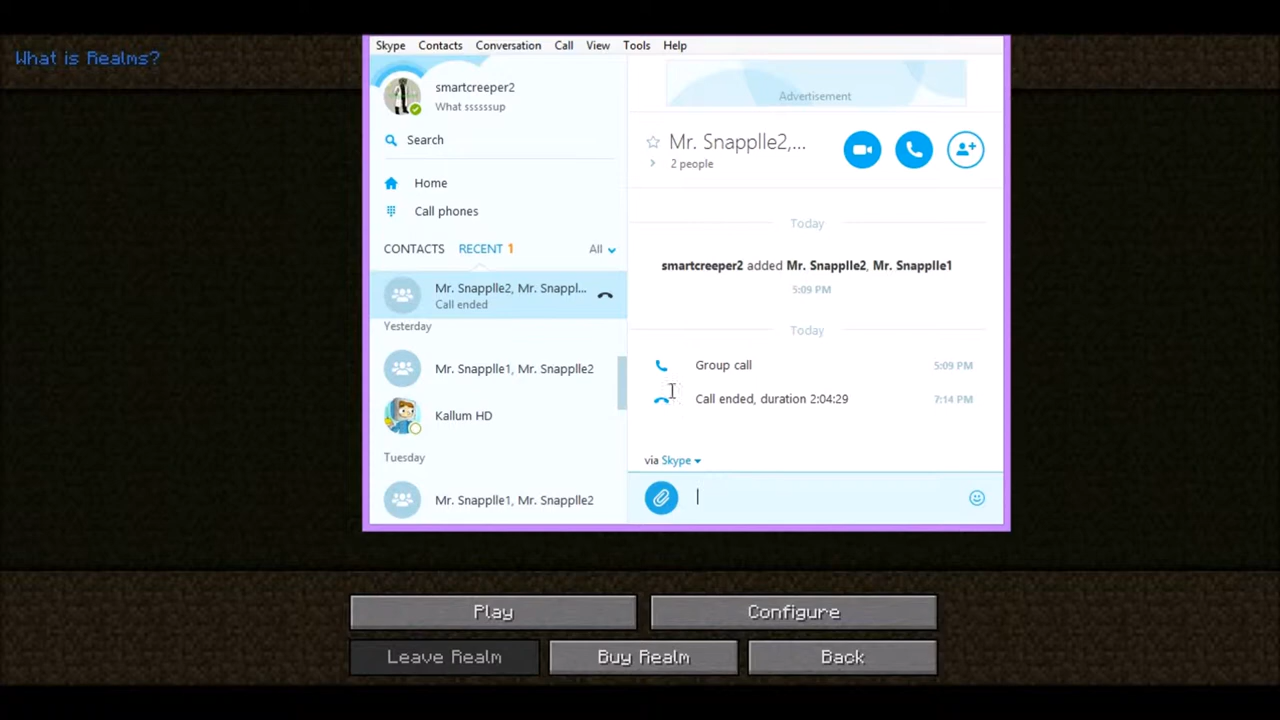 What is Realms?
Skype Contacts Conversation Call View Tools Help
smartcreeper2
What ssssssup
Search
Home
Call phones
CONTACTS RECENT 1 All
Mr. Snapplle2, Mr. Snappl...
Call ended
Yesterday
Mr. Snapplle1, Mr. Snapplle2
Kallum HD
Tuesday
Mr. Snapplle1, Mr. Snapplle2
Advertisement
Mr. Snapplle2,...
2 people
Today
smartcreeper2 added Mr. Snapplle2, Mr. Snapplle1
5:09 PM
Today
Group call 5:09 PM
Call ended, duration 2:04:29 7:14 PM
via Skype
Play Configure
Leave Realm Buy Realm Back